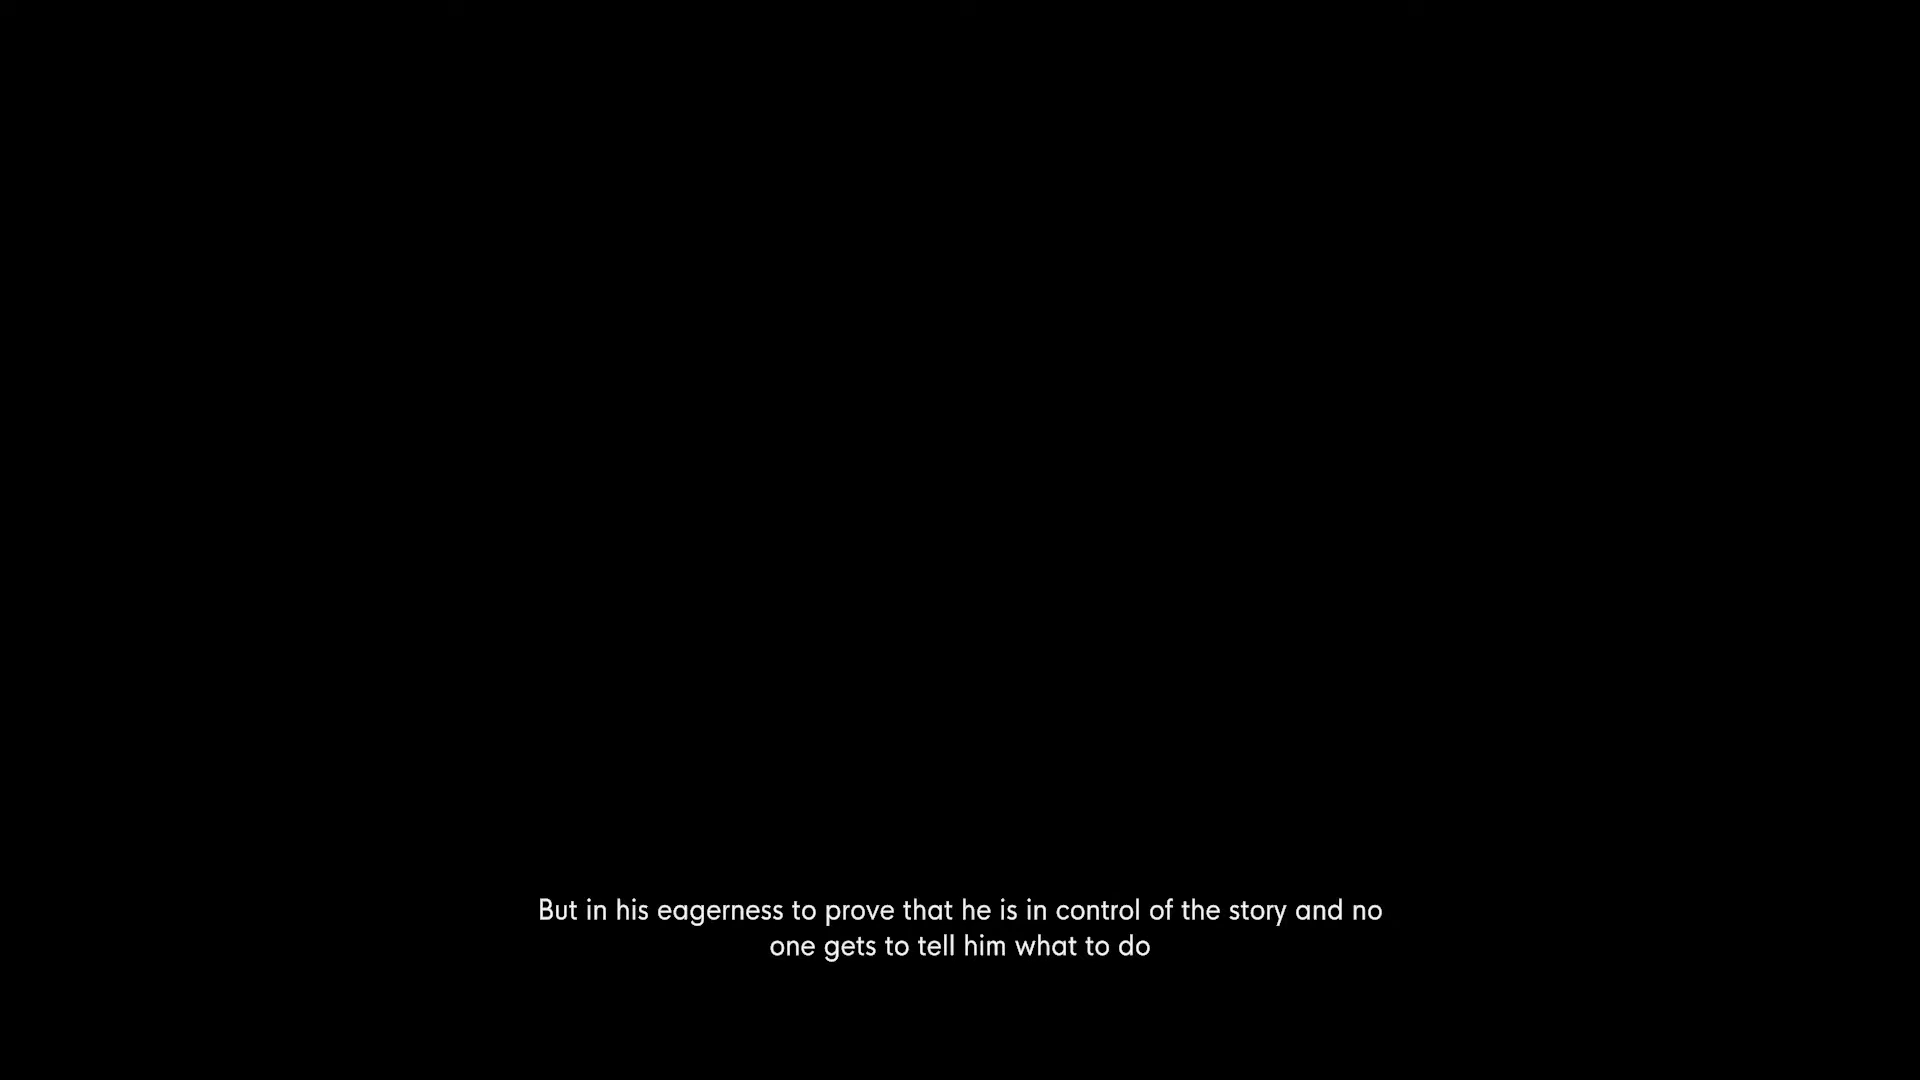 But in his eagerness to prove that he is in control of the story and no
one gets to tell him what to do